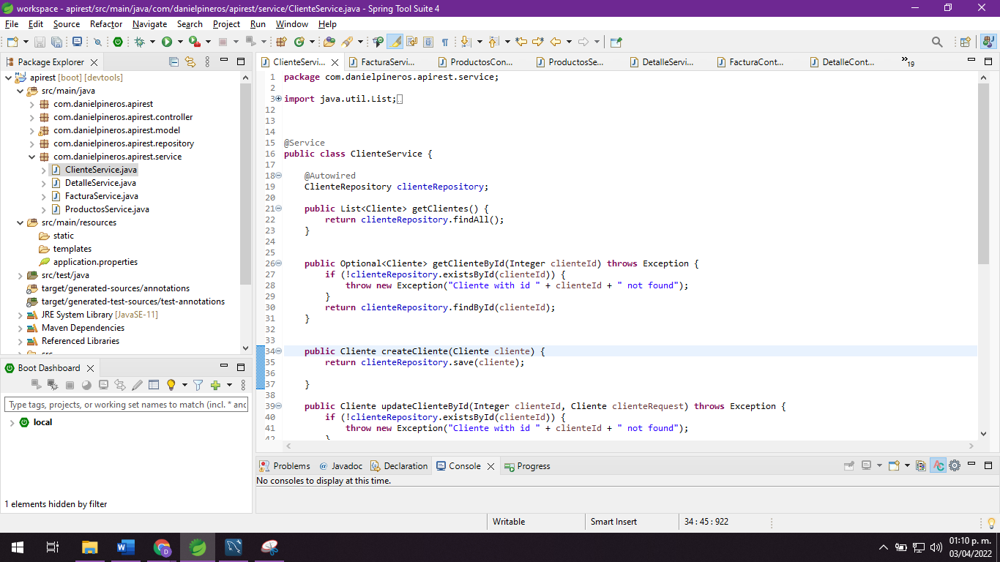 workspace - apirest/src/main/java/com/danielpineros/apirest/service/ClienteService.java - Spring Tool Suite 4
File Edit Source Refactor Navigate Search Project Run Window Help
Package Explorer
apirest [boot] [devtools]
src/main/java
com.danielpineros.apirest
com.danielpineros.apirest.controller
com.danielpineros.apirest.model
com.danielpineros.apirest.repository
com.danielpineros.apirest.service
ClienteService.java
DetalleService.java
FacturaService.java
ProductosService.java
src/main/resources
static
templates
application.properties
src/test/java
target/generated-sources/annotations
target/generated-test-sources/test-annotations
JRE System Library [JavaSE-11]
Maven Dependencies
Referenced Libraries
src
Boot Dashboard
Type tags, projects, or working set names to match (incl. * and
local
1 elements hidden by filter
ClienteServi... FacturaServi... ProductosCon... ProductosSe... DetalleServi... FacturaCont... DetalleCont... 19
1 package com.danielpineros.apirest.service;
2
3 import java.util.List;
12
13
14
15 @Service
16 public class ClienteService {
17
18 @Autowired
19 ClienteRepository clienteRepository;
20
21 public List<Cliente> getClientes() {
22 return clienteRepository.findAll();
23 }
24
25
26 public Optional<Cliente> getClienteById(Integer clienteId) throws Exception {
27 if (!clienteRepository.existsById(clienteId)) {
28 throw new Exception("Cliente with id " + clienteId + " not found");
29 }
30 return clienteRepository.findById(clienteId);
31 }
32
33
34 public Cliente createCliente(Cliente cliente) {
35 return clienteRepository.save(cliente);
36
37 }
38
39 public Cliente updateClienteById(Integer clienteId, Cliente clienteRequest) throws Exception {
40 if (!clienteRepository.existsById(clienteId)) {
41 throw new Exception("Cliente with id " + clienteId + " not found");
42 }
Problems @ Javadoc Declaration Console Progress
No consoles to display at this time.
Writable Smart Insert 34 : 45 : 922
01:10 p. m.
03/04/2022